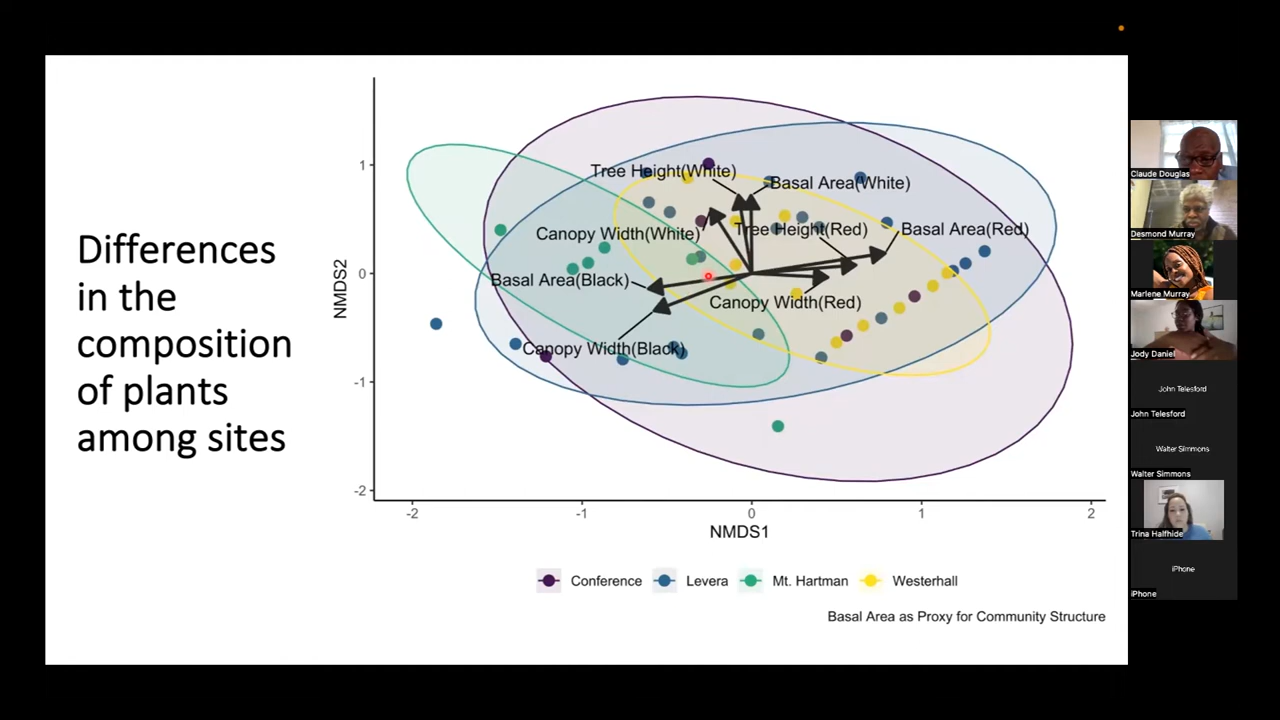 Differences
in the
composition
of plants
among sites
NMDS2
1
0
-1
-2
Tree Height(White)
Basal Area(White)
Canopy Width(White)
Tree Height(Red)
Basal Area(Red)
Basal Area(Black)
Canopy Width(Red)
Canopy Width(Black)
-2
-1
0
1
2
NMDS1
Conference
Levera
Mt. Hartman
Westerhall
Basal Area as Proxy for Community Structure
Claude Douglas
Desmond Murray
Marlene Murray
Jody Daniel
John Telesford
John Telesford
Walter Simmons
Walter Simmons
Trina Halfhide
iPhone
iPhone